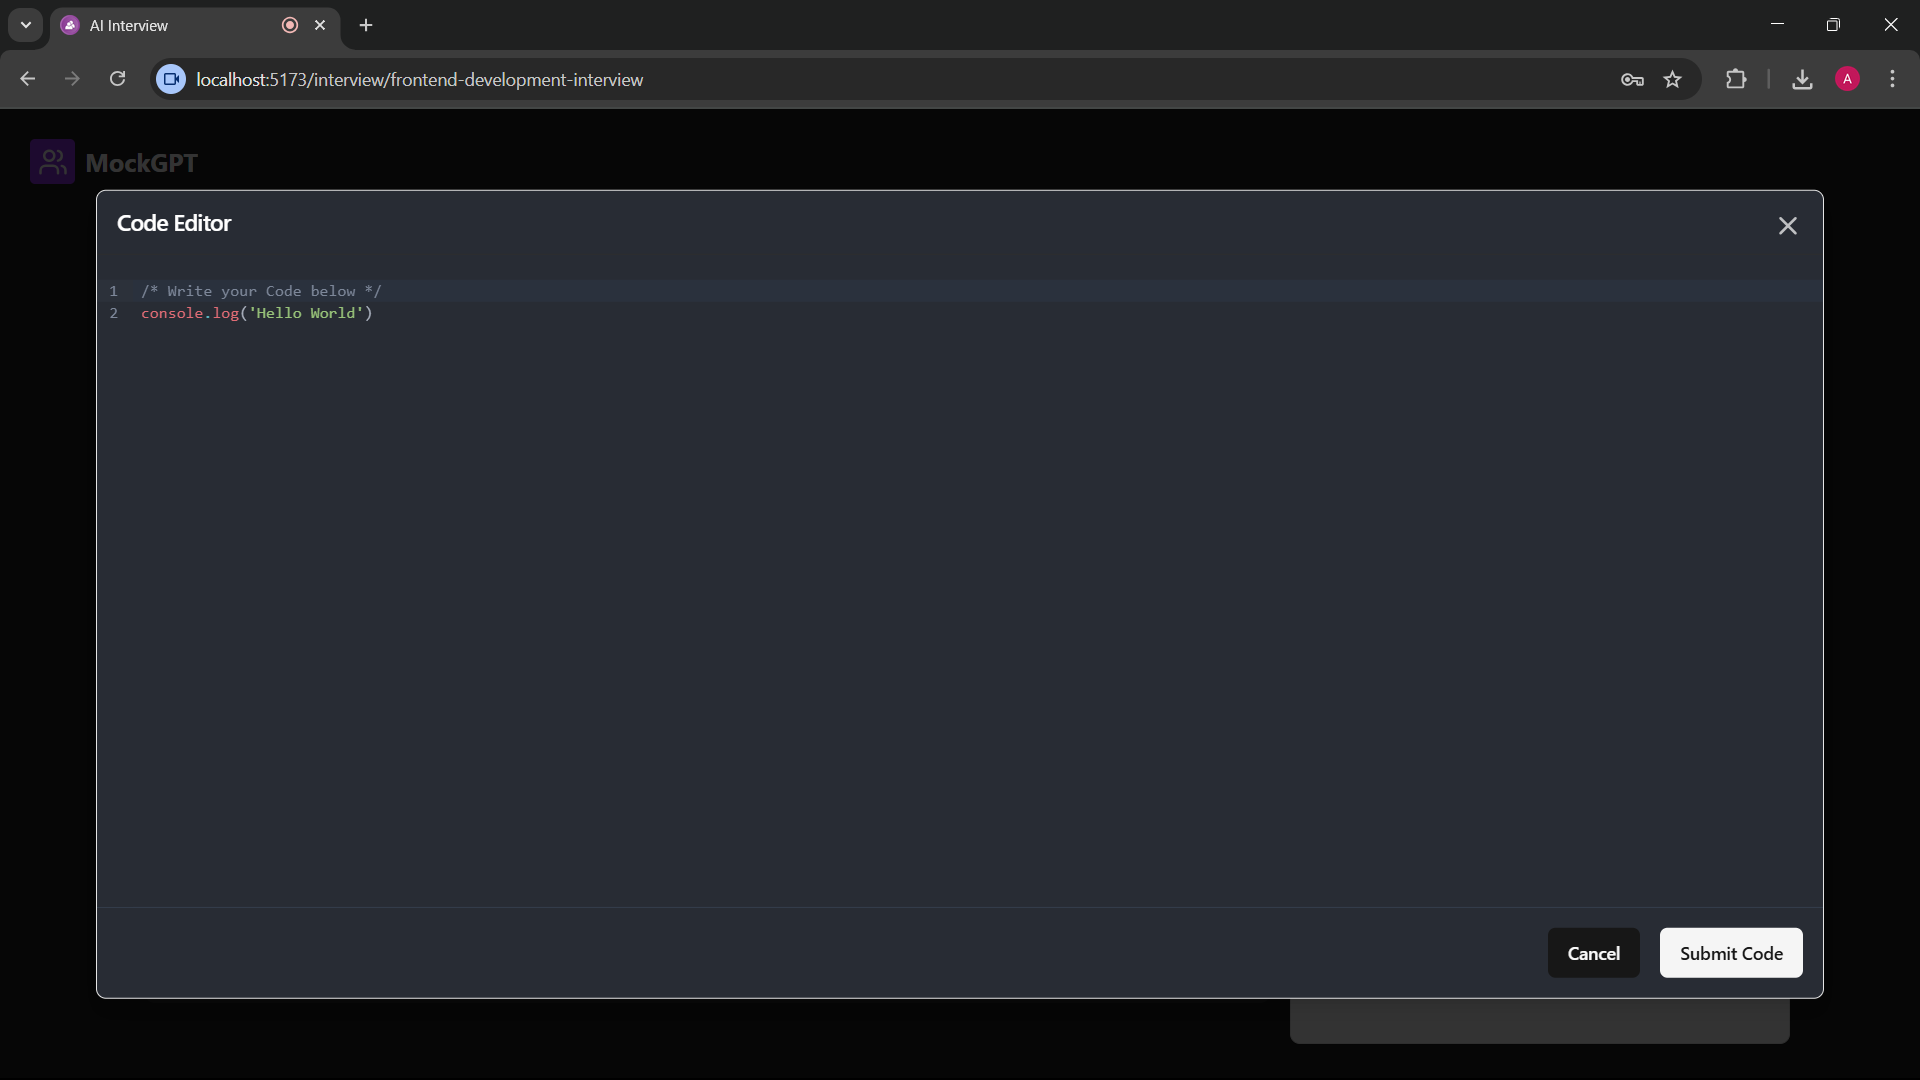 AI Interview
localhost:5173/interview/frontend-development-interview
A
MockGPT
Code Editor
1 /* Write your Code below */
2 console.log('Hello World')
Cancel
Submit Code